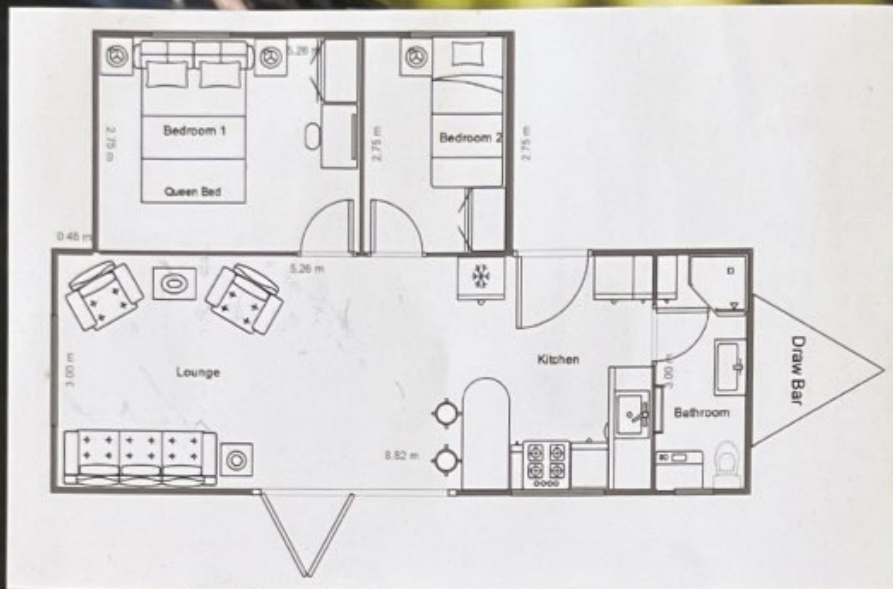 5.26 m
2.75 m
Bedroom 1
Queen Bed
2.75 m
Bedroom 2
2.75 m
0.46 m
5.26 m
3.00 m
Lounge
Kitchen
3.00 m
Bathroom
Draw Bar
8.82 m